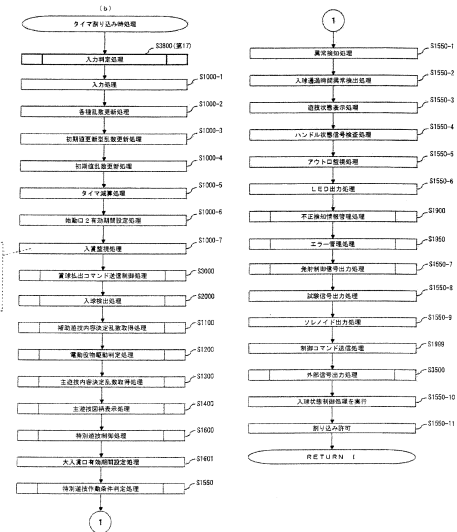 (b)
タイマ割り込み時処理
S3800(第17)
入力判定処理
S1000-1
入力処理
S1000-2
各種乱数更新処理
S1000-3
初期値更新型乱数更新処理
S1000-4
初期値乱数更新処理
S1000-5
タイマ減算処理
S1000-6
始動口2有効期間設定処理
S1000-7
入賞監視処理
S3000
賞球払出コマンド送信制御処理
S2000
入球検出処理
S1100
補助遊技内容決定乱数取得処理
S1200
電動役物駆動判定処理
S1300
主遊技内容決定乱数取得処理
S1400
主遊技図柄表示処理
S1600
特別遊技制御処理
S1601
大入賞口有効期間設定処理
S1550
特別遊技作動条件判定処理
1
1
S1550-1
異常検知処理
S1550-2
入球通過時間異常検出処理
S1550-3
遊技状態表示処理
S1550-4
ハンドル状態信号検査処理
S1550-5
アウト口監視処理
S1550-6
LED出力処理
S1900
不正検知情報管理処理
S1950
エラー管理処理
S4550-7
発射制御信号出力処理
S1550-8
試験信号出力処理
S1550-9
ソレノイド出力処理
S1999
制御コマンド送信処理
S3500
外部信号出力処理
S1550-10
入球状態制御処理を実行
S1550-11
割り込み許可
RETURN I